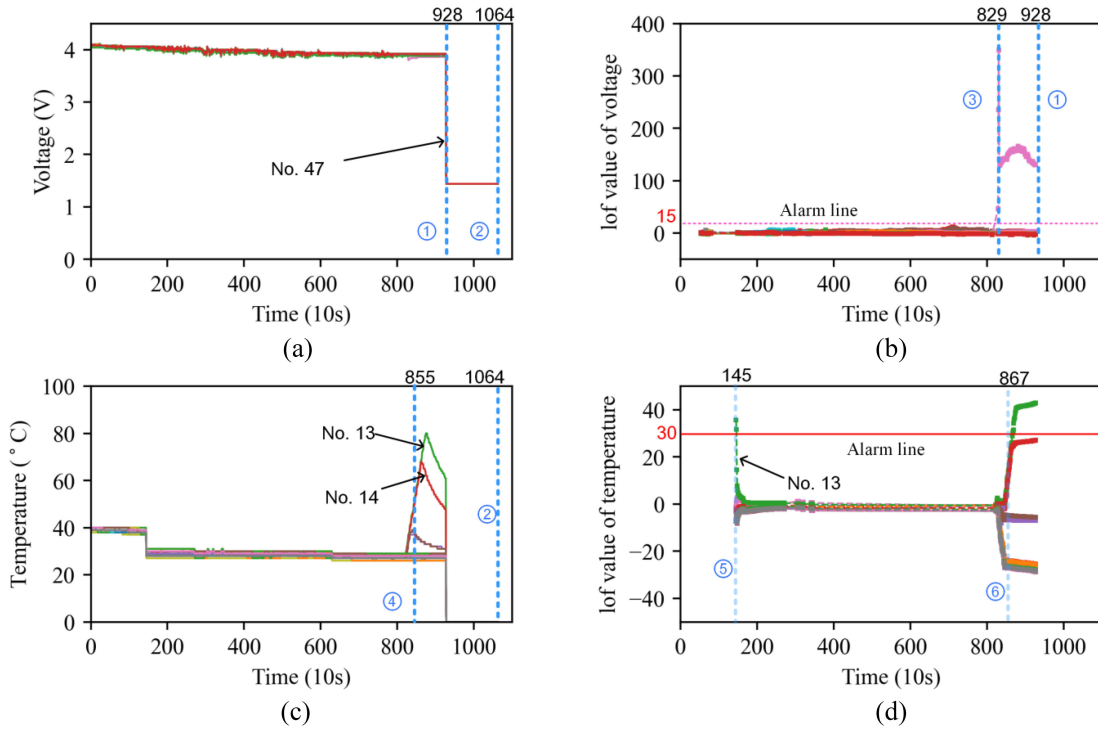 928 1064
400
4
300
3
200
2
100
1
15
0
0
0 200 400 600 800 1000
Voltage (V)
Time (10s)
No. 47
① ②
(a)
829 928
lof value of voltage
③ ①
Alarm line
0 200 400 600 800 1000
Time (10s)
(b)
855 1064
100
80
60
40
20
0
Temperature (°C)
No. 13
No. 14
②
④
0 200 400 600 800 1000
Time (10s)
(c)
145 867
40
30
20
0
−20
−40
lof value of temperature
Alarm line
No. 13
⑤ ⑥
0 200 400 600 800 1000
Time (10s)
(d)